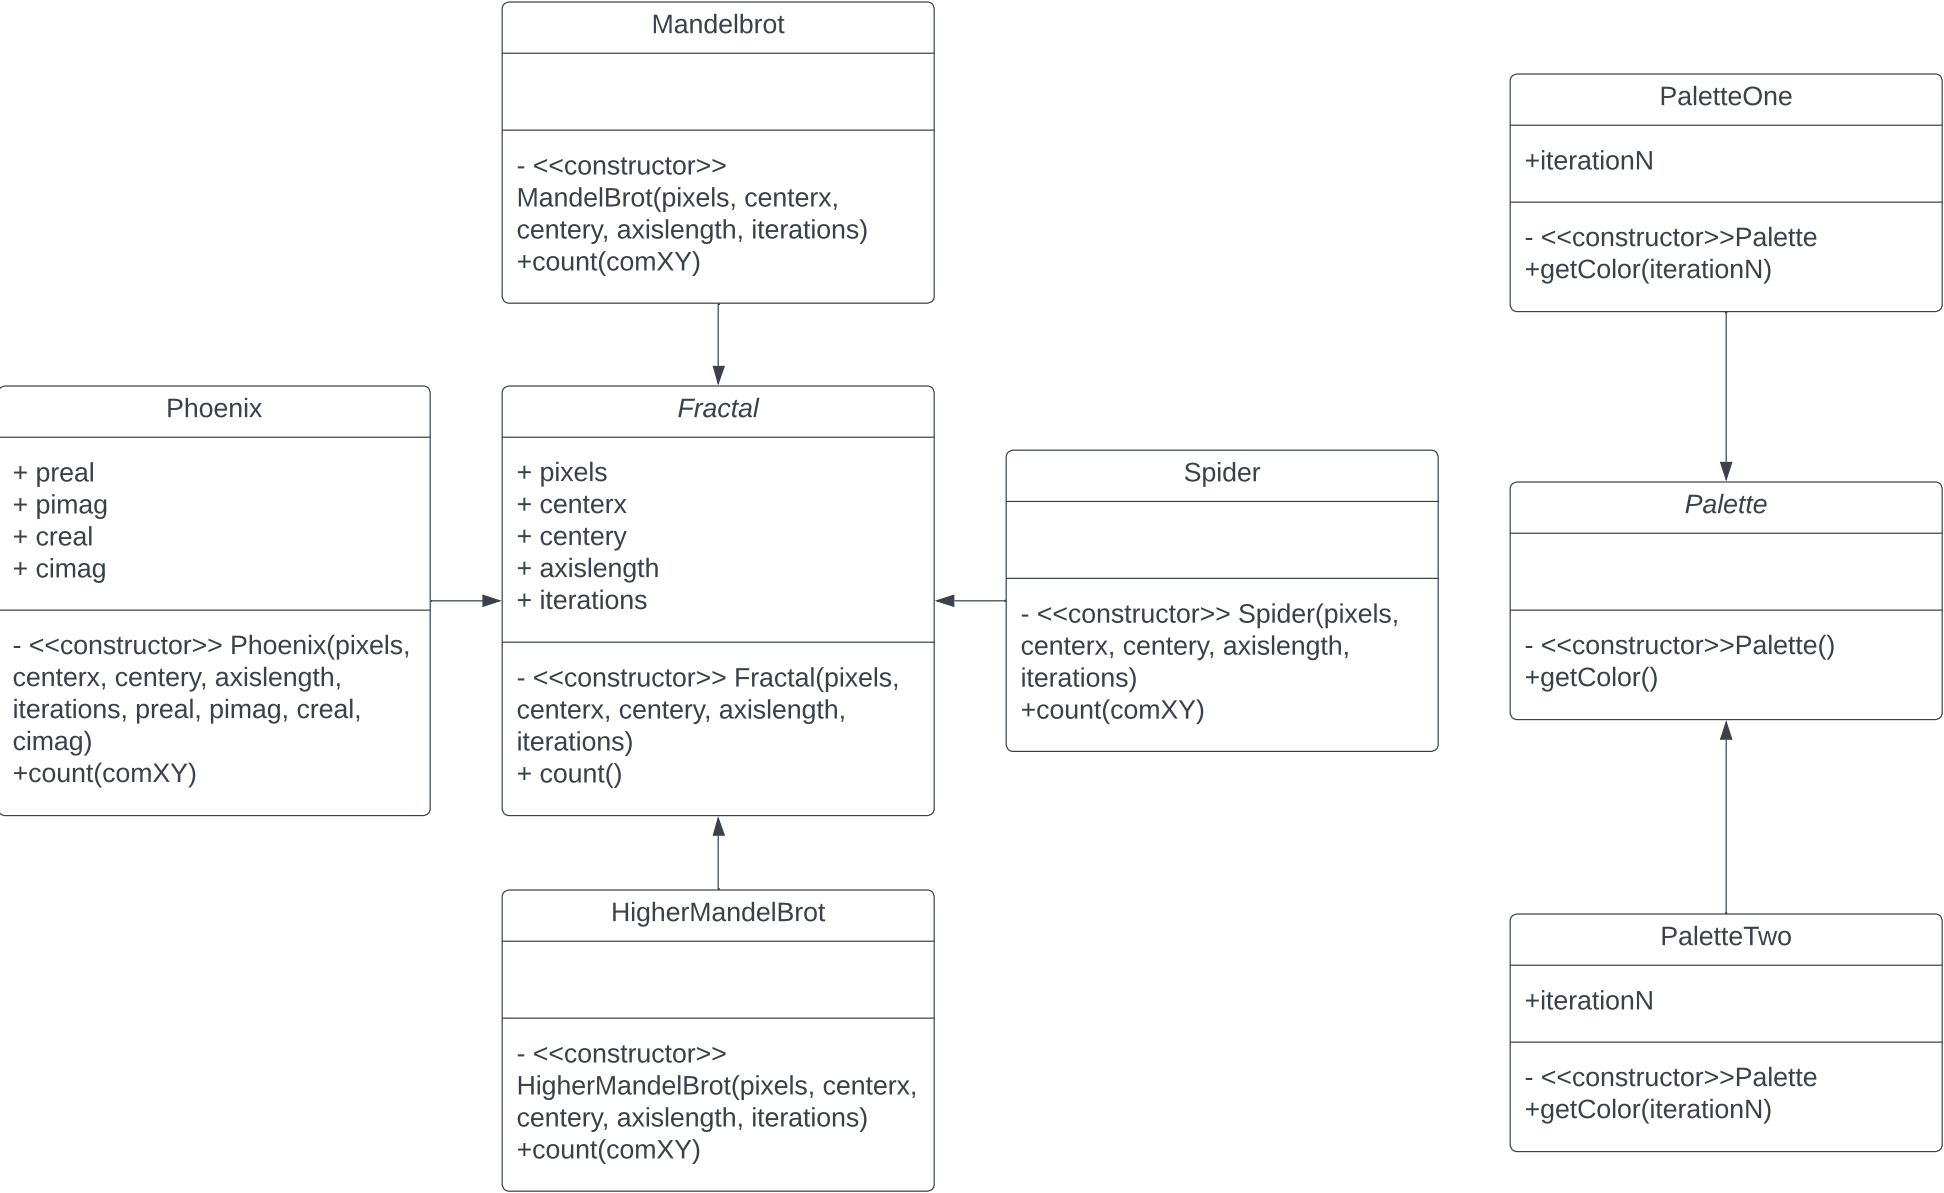 Mandelbrot
- <<constructor>>
MandelBrot(pixels, centerx,
centery, axislength, iterations)
+count(comXY)
PaletteOne
+iterationN
- <<constructor>>Palette
+getColor(iterationN)
Phoenix
+ preal
+ pimag
+ creal
+ cimag
- <<constructor>> Phoenix(pixels,
centerx, centery, axislength,
iterations, preal, pimag, creal,
cimag)
+count(comXY)
Fractal
+ pixels
+ centerx
+ centery
+ axislength
+ iterations
- <<constructor>> Fractal(pixels,
centerx, centery, axislength,
iterations)
+ count()
Spider
- <<constructor>> Spider(pixels,
centerx, centery, axislength,
iterations)
+count(comXY)
Palette
- <<constructor>>Palette()
+getColor()
HigherMandelBrot
- <<constructor>>
HigherMandelBrot(pixels, centerx,
centery, axislength, iterations)
+count(comXY)
PaletteTwo
+iterationN
- <<constructor>>Palette
+getColor(iterationN)